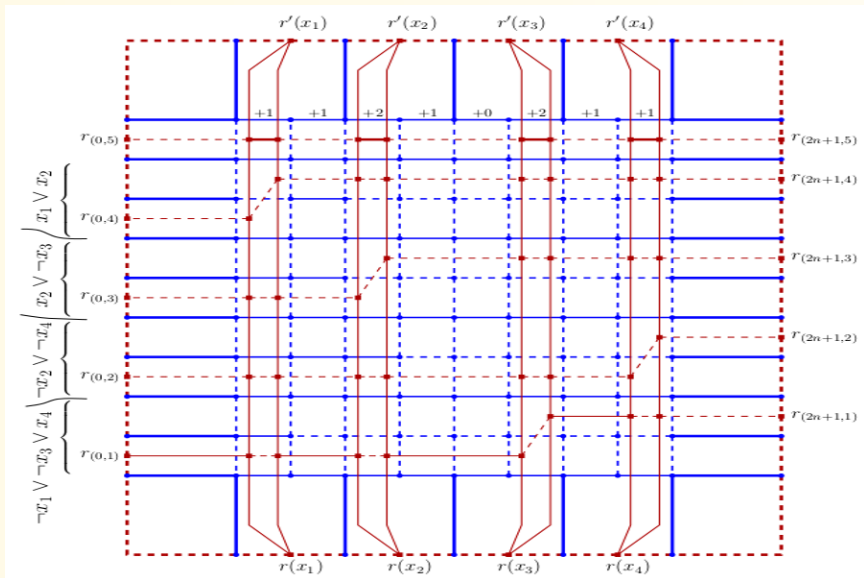 r′(x₁) r′(x₂) r′(x₃) r′(x₄)
+1 +1 +2 +1 +0 +2 +1 +1
r(0,5) r(2n+1,5)
r(2n+1,4)
x₁ ∨ x₂
r(0,4)
r(2n+1,3)
x₂ ∨ ¬x₃
r(0,3)
r(2n+1,2)
¬x₂ ∨ ¬x₄
r(0,2)
r(2n+1,1)
¬x₁ ∨ ¬x₃ ∨ x₄
r(0,1)
r(x₁) r(x₂) r(x₃) r(x₄)